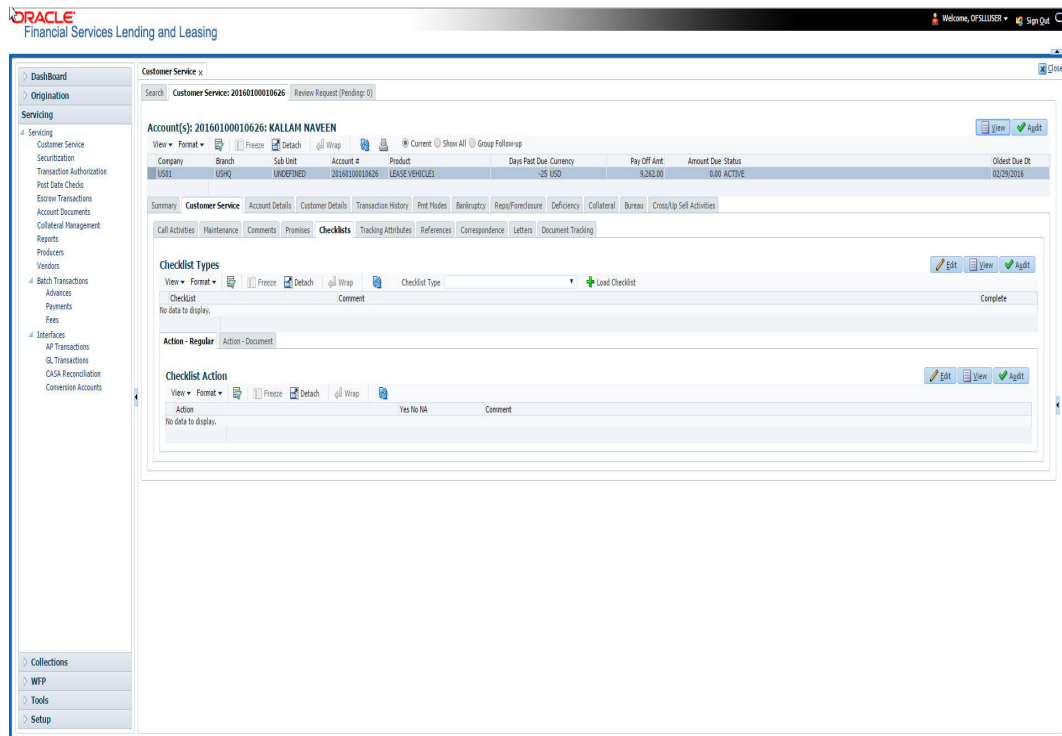 ORACLE
Financial Services Lending and Leasing
Welcome, OFSLLUSER Sign Out
Close
DashBoard
Origination
Servicing
Servicing
Customer Service
Securitization
Transaction Authorization
Post Date Checks
Escrow Transactions
Account Documents
Collateral Management
Reports
Producers
Vendors
Batch Transactions
Advances
Payments
Fees
Interfaces
AP Transactions
GL Transactions
CASA Reconciliation
Conversion Accounts
Collections
WFP
Tools
Setup
Customer Service x
Search Customer Service: 20160100010626 Review Request (Pending: 0)
Account(s): 20160100010626: KALLAM NAVEEN View Audit
View Format Freeze Detach Wrap Current Show All Group Follow-up
Company Branch Sub Unit Account # Product Days Past Due Currency Pay Off Amt Amount Due Status Oldest Due Dt
US01 USHQ UNDEFINED 20160100010626 LEASE VEHICLE1 -25 USD 9,262.00 0.00 ACTIVE 02/29/2016
Summary Customer Service Account Details Customer Details Transaction History Pmt Modes Bankruptcy Repo/Foreclosure Deficiency Collateral Bureau Cross/Up Sell Activities
Call Activities Maintenance Comments Promises Checklists Tracking Attributes References Correspondence Letters Document Tracking
Checklist Types Edit View Audit
View Format Freeze Detach Wrap Checklist Type Load Checklist
CheckList Comment Complete
No data to display.
Action - Regular Action - Document
Checklist Action Edit View Audit
View Format Freeze Detach Wrap
Action Yes No NA Comment
No data to display.